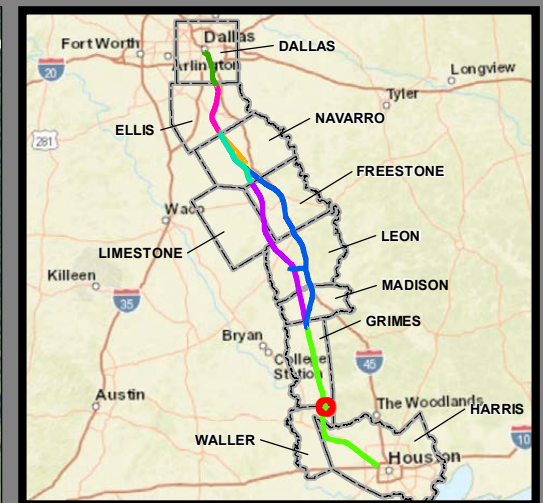 Fort Worth
Dallas
DALLAS
Arlington
20
Longview
Tyler
NAVARRO
ELLIS
281
FREESTONE
Waco
LEON
LIMESTONE
Killeen
MADISON
35
GRIMES
Bryan
College
Station
45
Austin
The Woodlands
HARRIS
WALLER
10
Houston